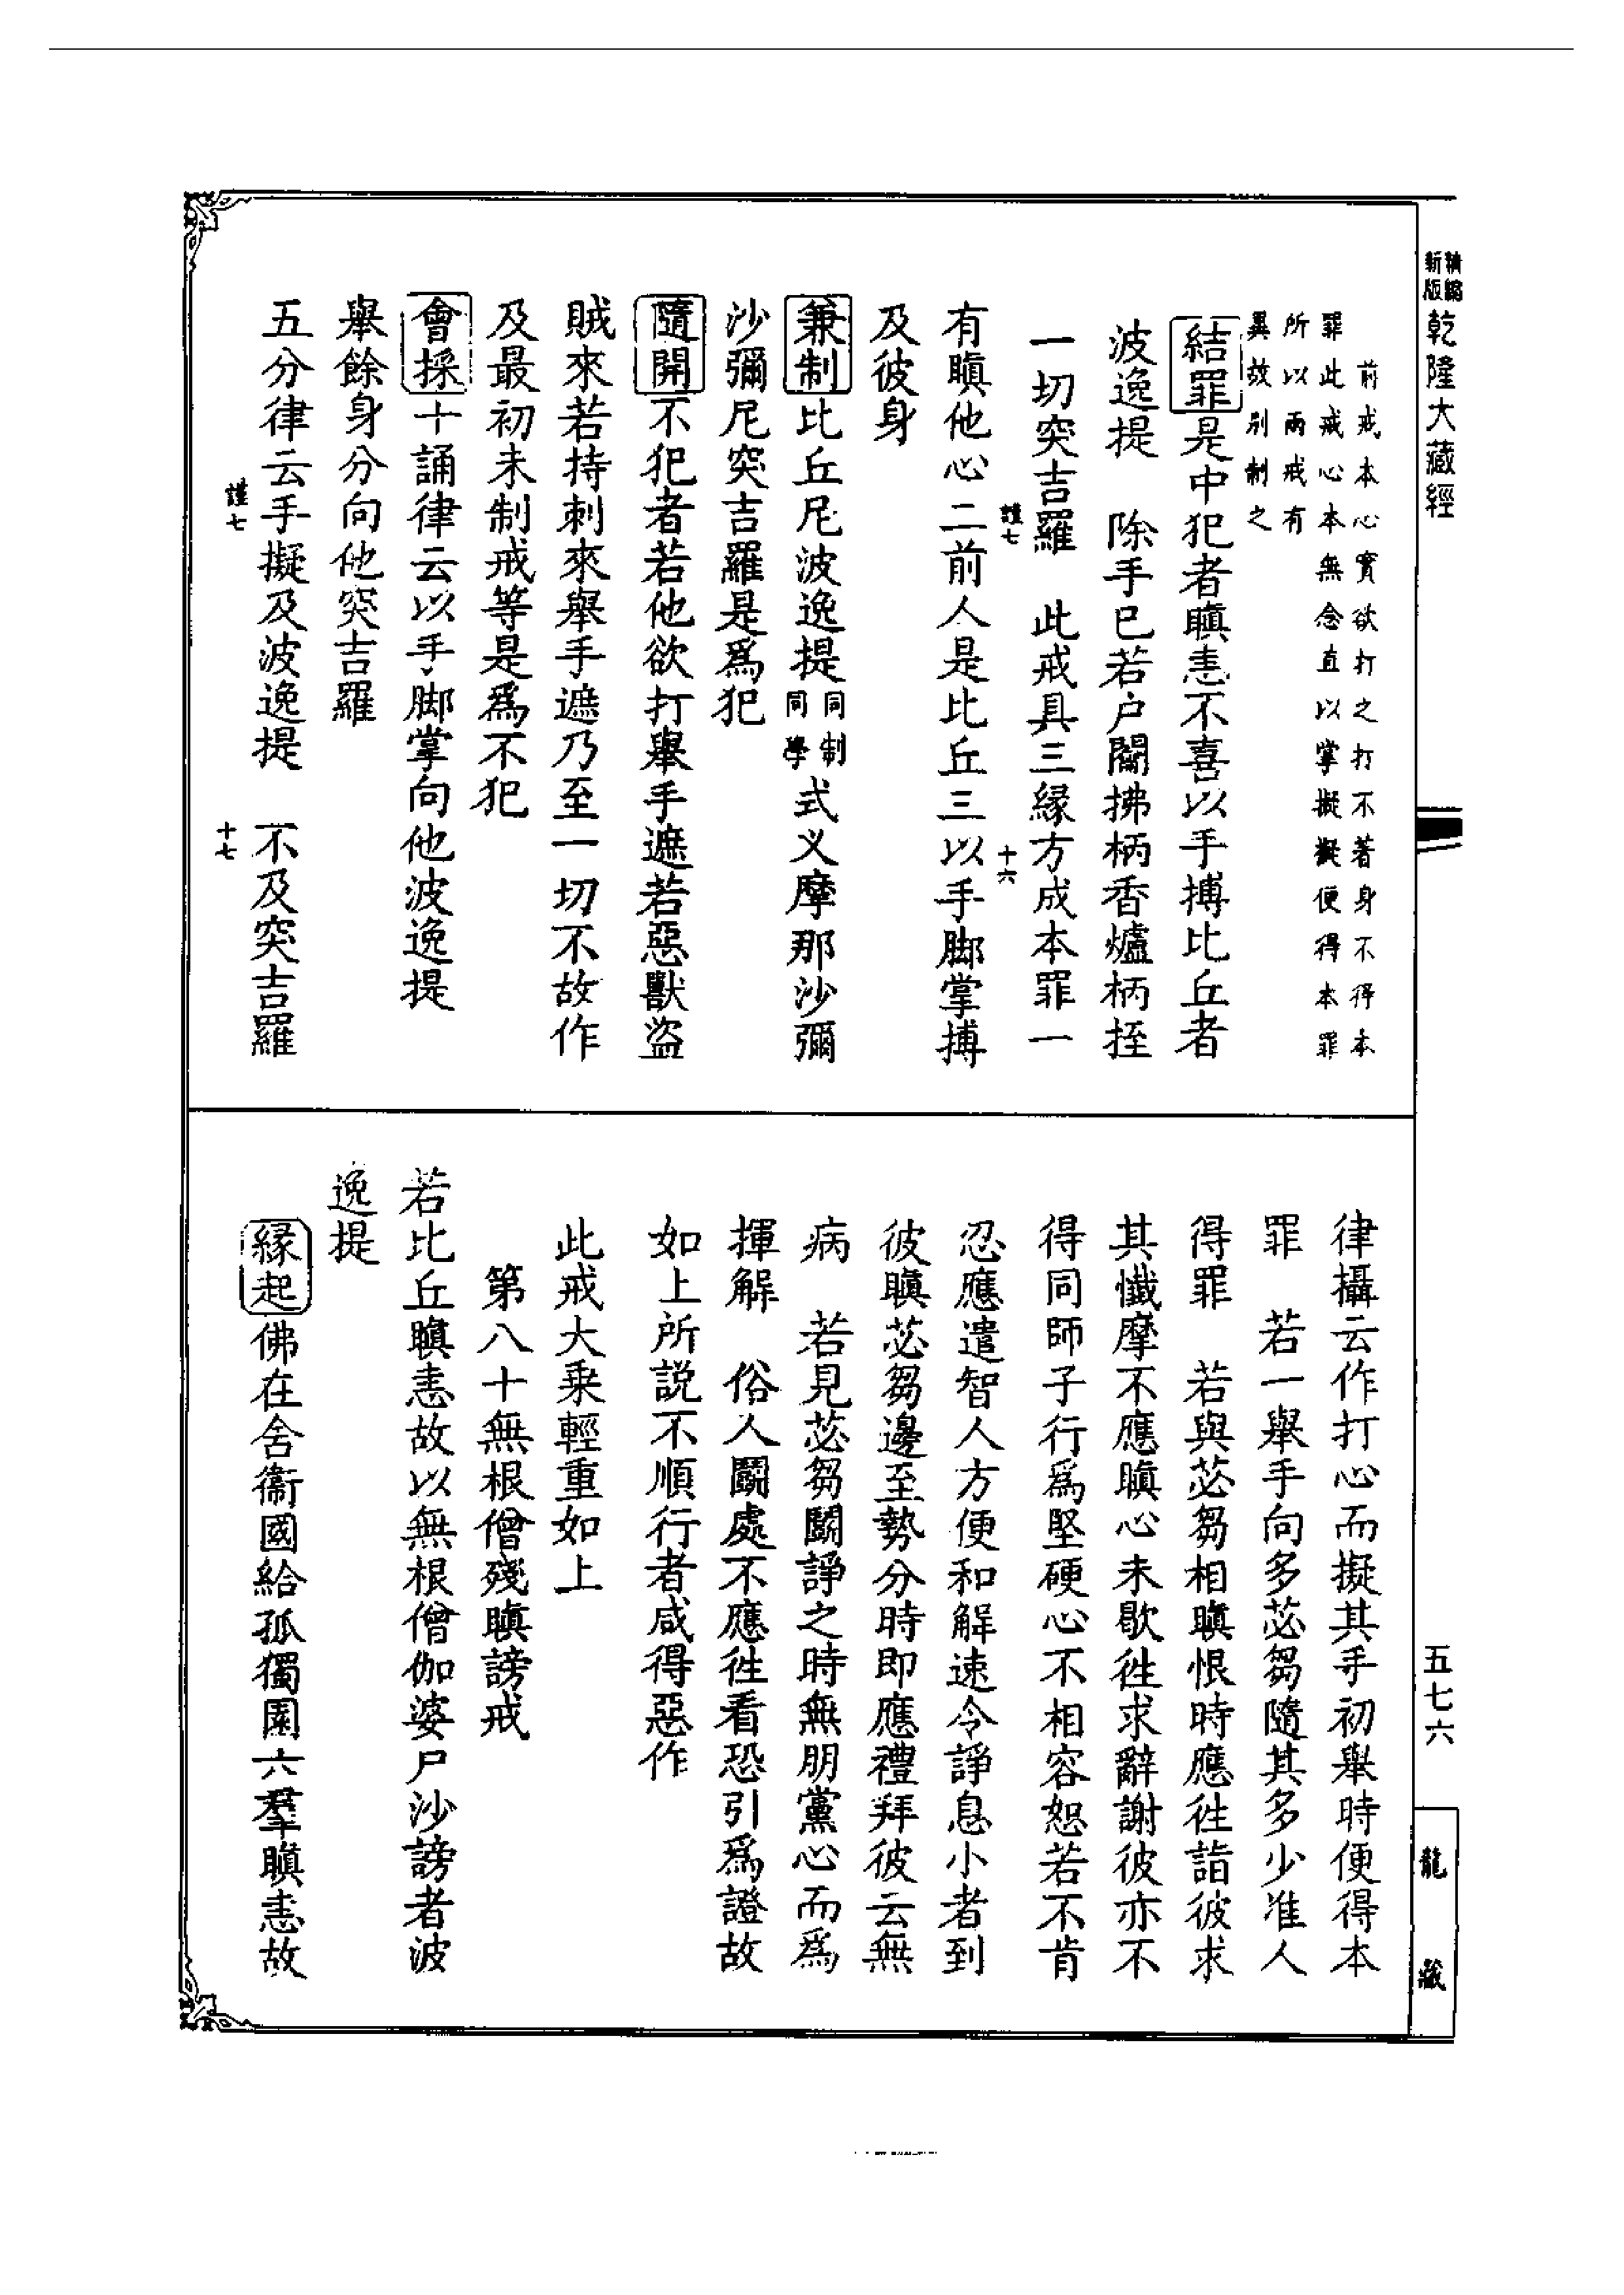 精縮新版乾隆大藏經
前戒本心實欲打之打不著身不得本
罪此戒心本無念直以掌擬擬便得本罪
所以兩戒有
異故別制之
結罪是中犯者瞋恚不喜以手搏比丘者
波逸提　除手已若户闑拂柄香爐柄挃
一切突吉羅　此戒具三緣方成本罪一
謹七　十六
有瞋他心二前人是比丘三以手脚掌搏
及彼身
兼制比丘尼波逸提同制同學式义摩那沙彌
沙彌尼突吉羅是爲犯
隨開不犯者若他欲打舉手遮若惡獸盜
賊來若持刺來舉手遮乃至一切不故作
及最初未制戒等是爲不犯
會採十誦律云以手脚掌向他波逸提
舉餘身分向他突吉羅
五分律云手擬及波逸提　不及突吉羅
謹七　十七
律攝云作打心而擬其手初舉時便得本
罪　若一舉手向多苾芻隨其多少准人
得罪　若與苾芻相瞋恨時應徃詣彼求
其懺摩不應瞋心未歇徃求辭謝彼亦不
得同師子行爲堅硬心不相容恕若不肯
忍應遣智人方便和解速令諍息小者到
彼瞋苾芻邊至勢分時即應禮拜彼云無
病　若見苾芻鬭諍之時無朋黨心而爲
揮解　俗人鬭處不應徃看恐引爲證故
如上所説不順行者咸得惡作
此戒大乘輕重如上
第八十無根僧殘瞋謗戒
若比丘瞋恚故以無根僧伽婆尸沙謗者波
逸提
緣起佛在舍衞國給孤獨園六羣瞋恚故
五七六
龍藏